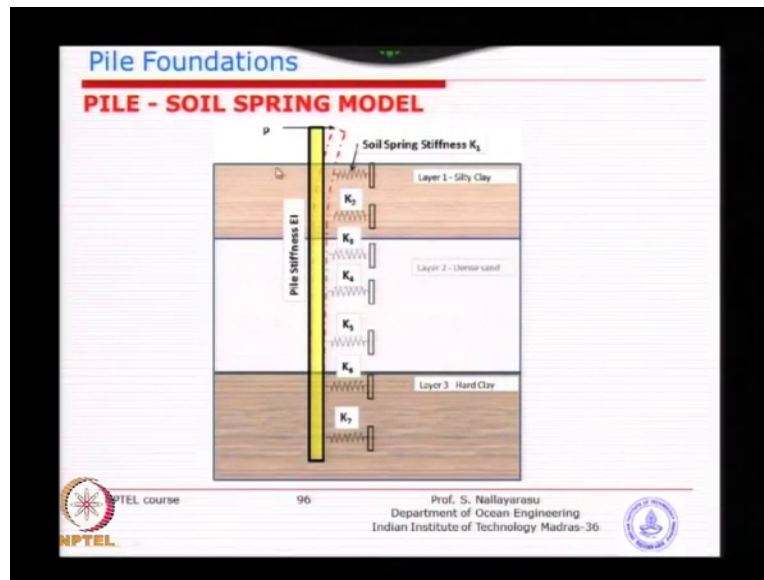 Pile Foundations
PILE - SOIL SPRING MODEL
P
Soil Spring Stiffness K1
Layer 1 - Silty Clay
K2
K3
Pile Stiffness EI
Layer 2 - Dense sand
K4
K5
K6
Layer 3 Hard Clay
K7
NPTEL course
96
Prof. S. Nallayarasu
Department of Ocean Engineering
Indian Institute of Technology Madras-36
NPTEL